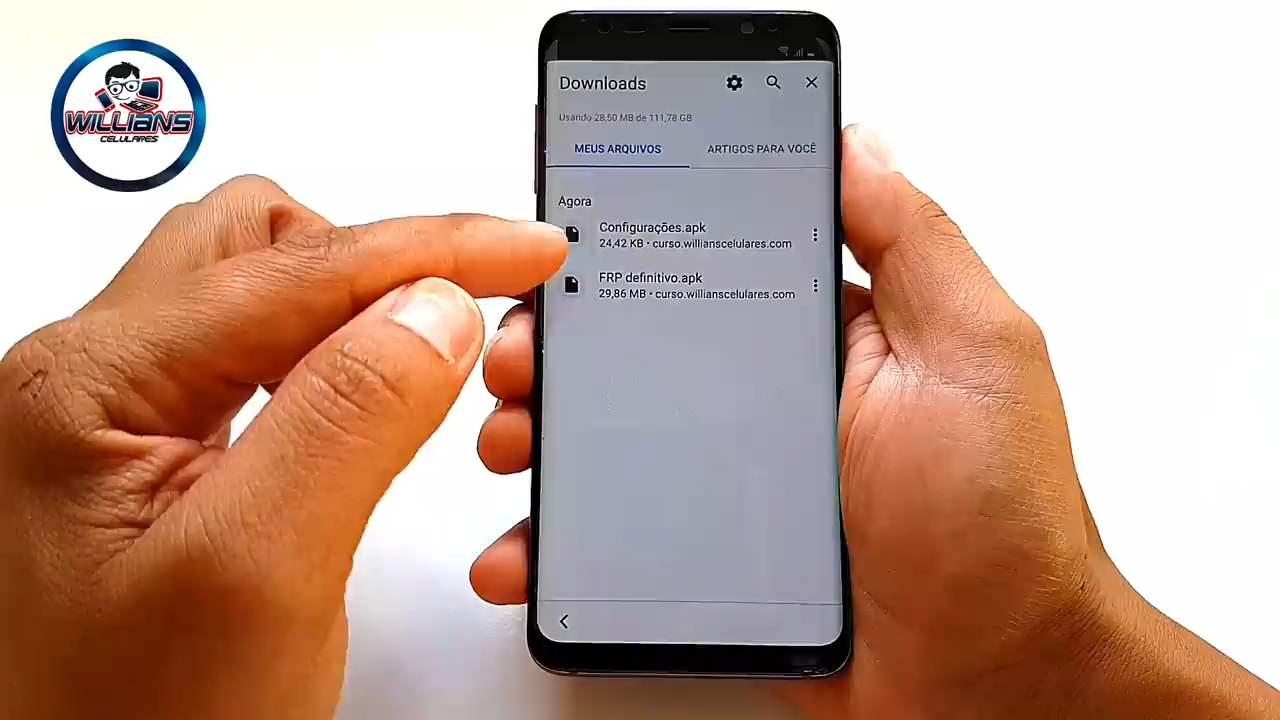 WILLIANS
CELULARES
Downloads
Usando 28,50 MB de 111,78 GB
MEUS ARQUIVOS
ARTIGOS PARA VOCÊ
Agora
Configurações.apk
24,42 KB • curso.willianscelulares.com
FRP definitivo.apk
29,86 MB • curso.willianscelulares.com